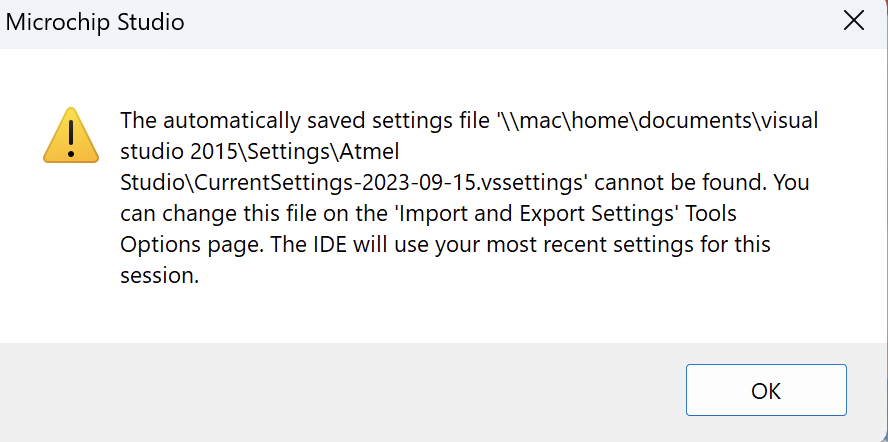 Microchip Studio
The automatically saved settings file '\\mac\home\documents\visual
studio 2015\Settings\Atmel
Studio\CurrentSettings-2023-09-15.vssettings' cannot be found. You
can change this file on the 'Import and Export Settings' Tools
Options page. The IDE will use your most recent settings for this
session.
OK